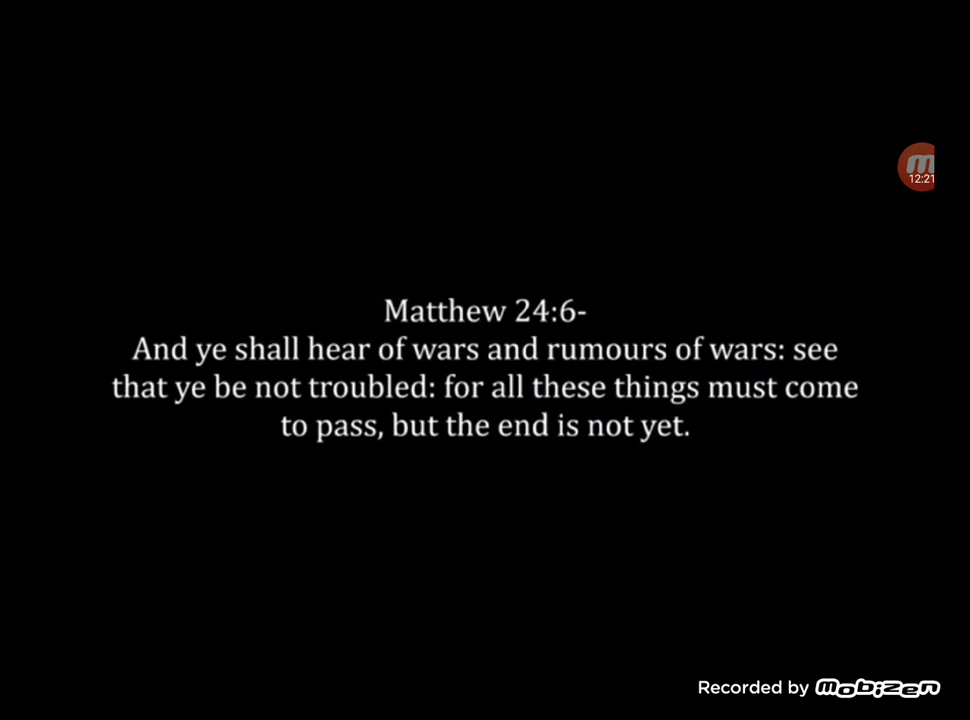 m
12:21
Matthew 24:6-
And ye shall hear of wars and rumours of wars: see
that ye be not troubled: for all these things must come
to pass, but the end is not yet.
Recorded by mobizen